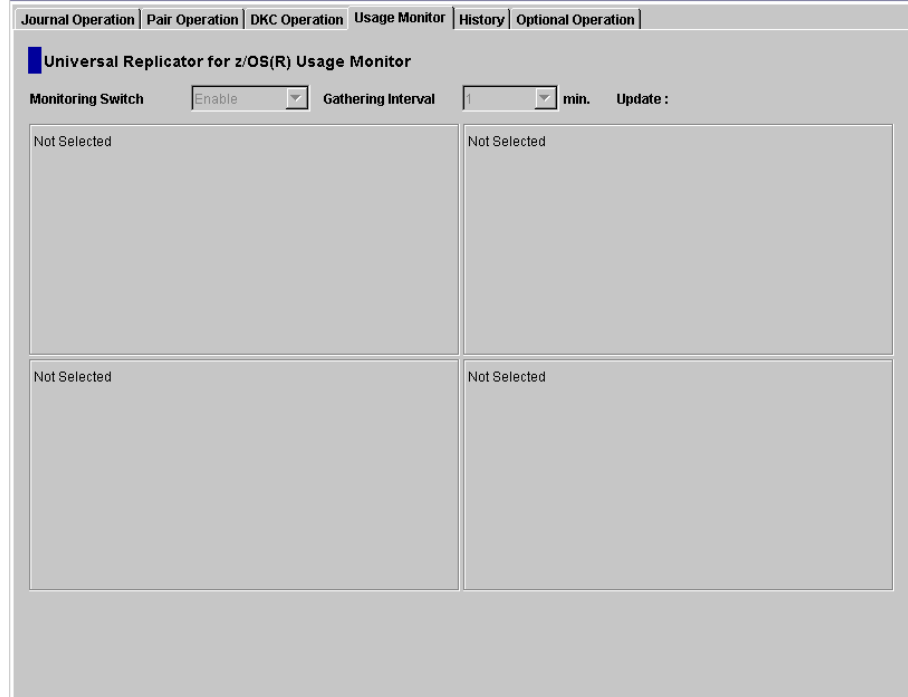 Journal Operation Pair Operation DKC Operation Usage Monitor History Optional Operation
Universal Replicator for z/OS(R) Usage Monitor
Monitoring Switch Enable Gathering Interval 1 min. Update :
Not Selected Not Selected
Not Selected Not Selected